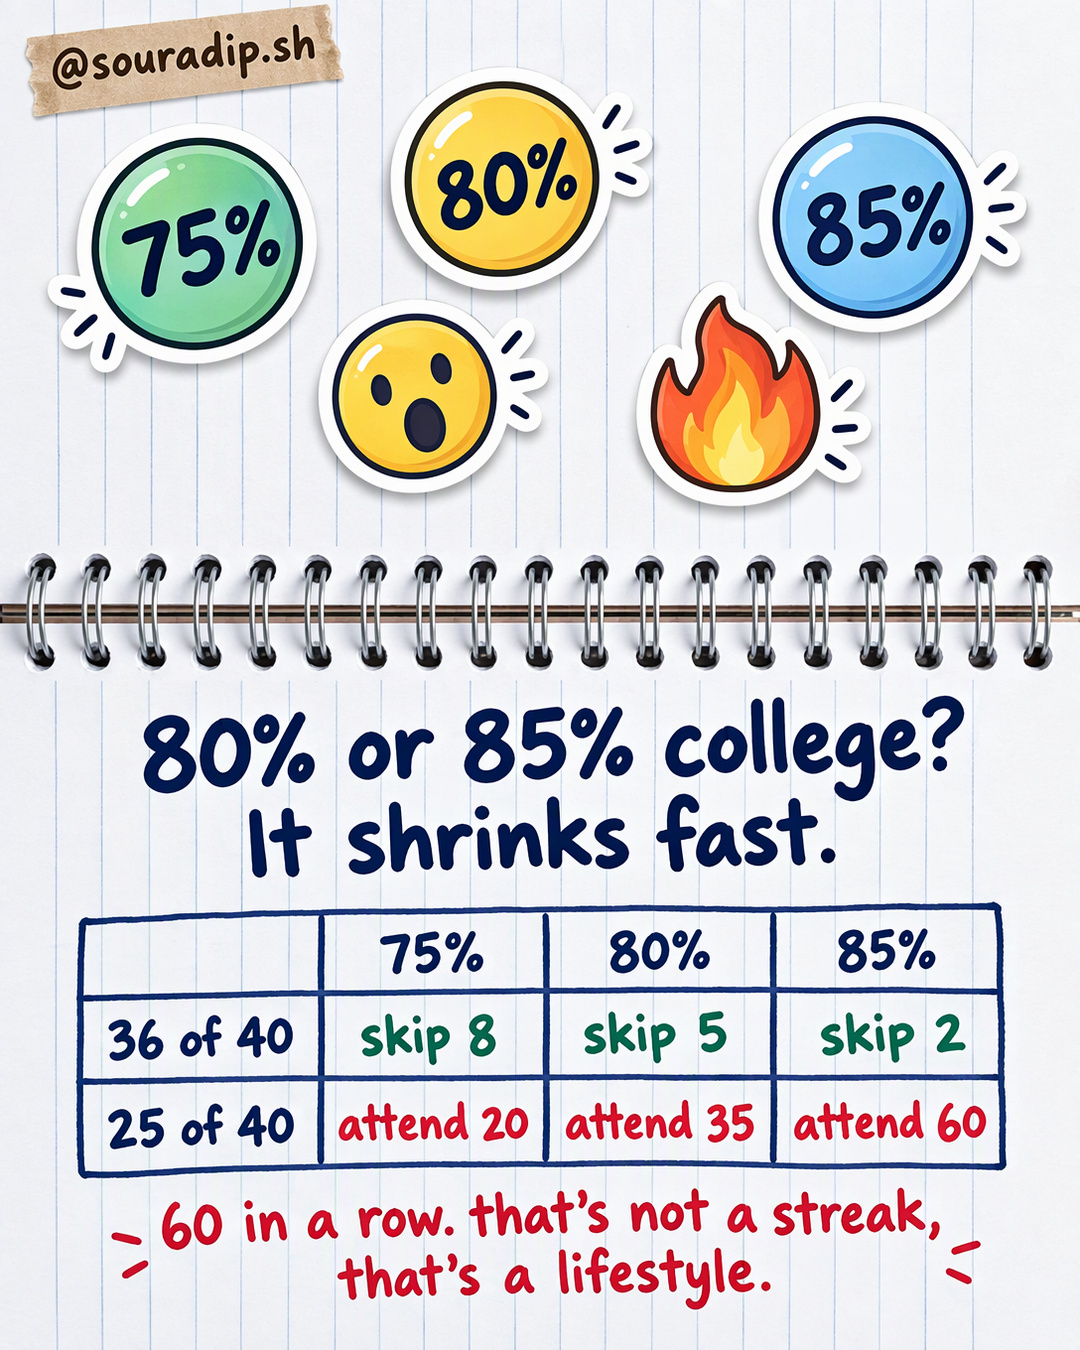 @souradip.sh
75%
80%
85%
80% or 85% college?
It shrinks fast.
75% 80% 85%
36 of 40 skip 8 skip 5 skip 2
25 of 40 attend 20 attend 35 attend 60
60 in a row. that's not a streak,
that's a lifestyle.